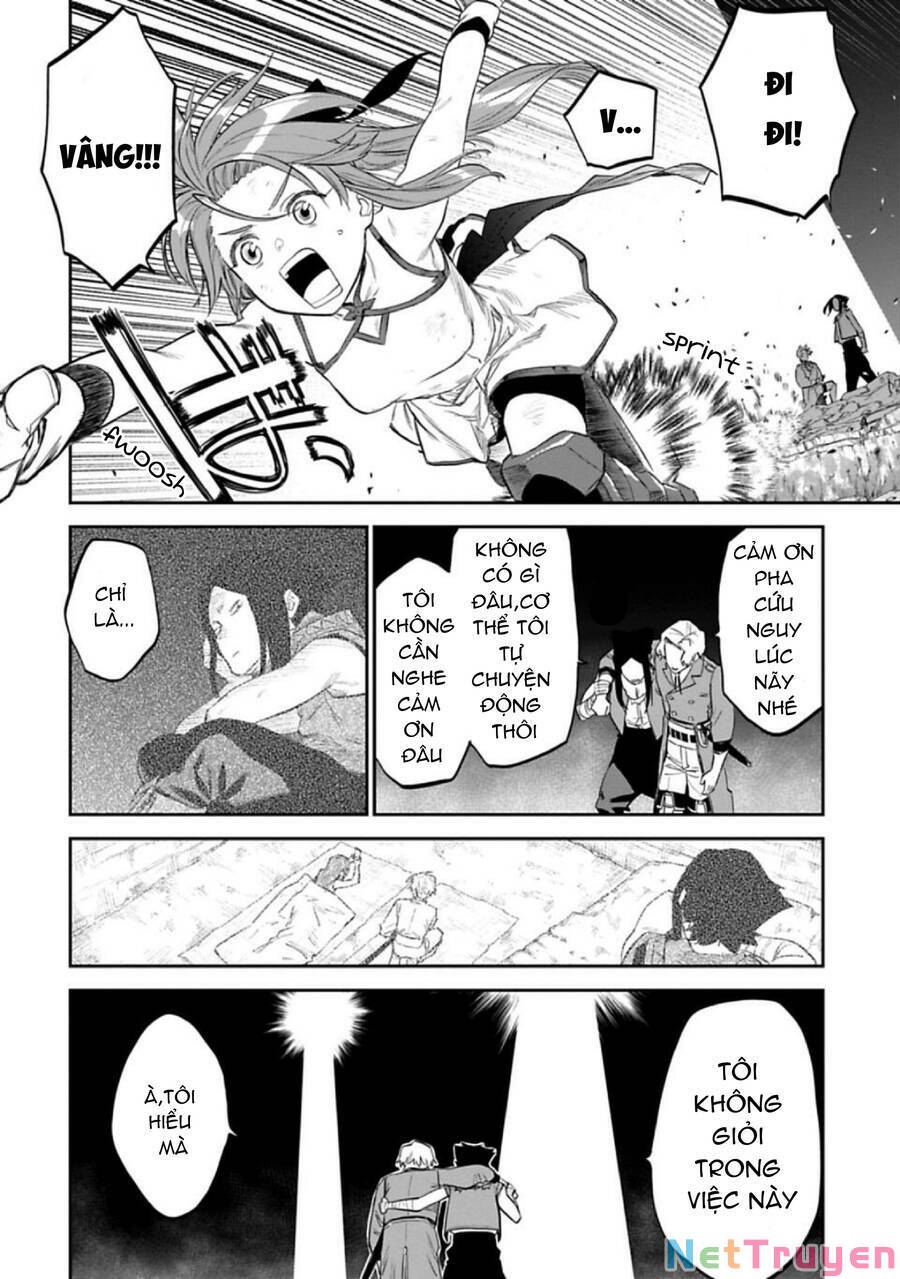 ĐI
ĐI!
V...
VÂNG!!!
sprint
ば、
fwoosh
CẢM ƠN
PHA
CỨU
NGUY
LÚC
NÃY NHÉ
KHÔNG
CÓ GÌ
ĐÂU,CƠ
THỂ TÔI
TỰ
CHUYỆN
ĐỘNG
THÔI
TÔI
KHÔNG
CẦN
NGHE
CẢM
ƠN
ĐÂU
CHỈ
LÀ...
TÔI
KHÔNG
GIỎI
TRONG
VIỆC NÀY
À,TÔI
HIỂU
MÀ
NetTruyen